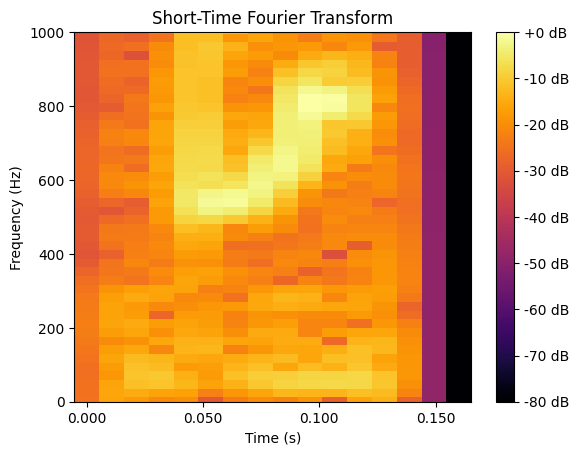 Short-Time Fourier Transform
1000
800
600
400
200
0
Frequency (Hz)
0.000
0.050
0.100
0.150
Time (s)
+0 dB
-10 dB
-20 dB
-30 dB
-40 dB
-50 dB
-60 dB
-70 dB
-80 dB